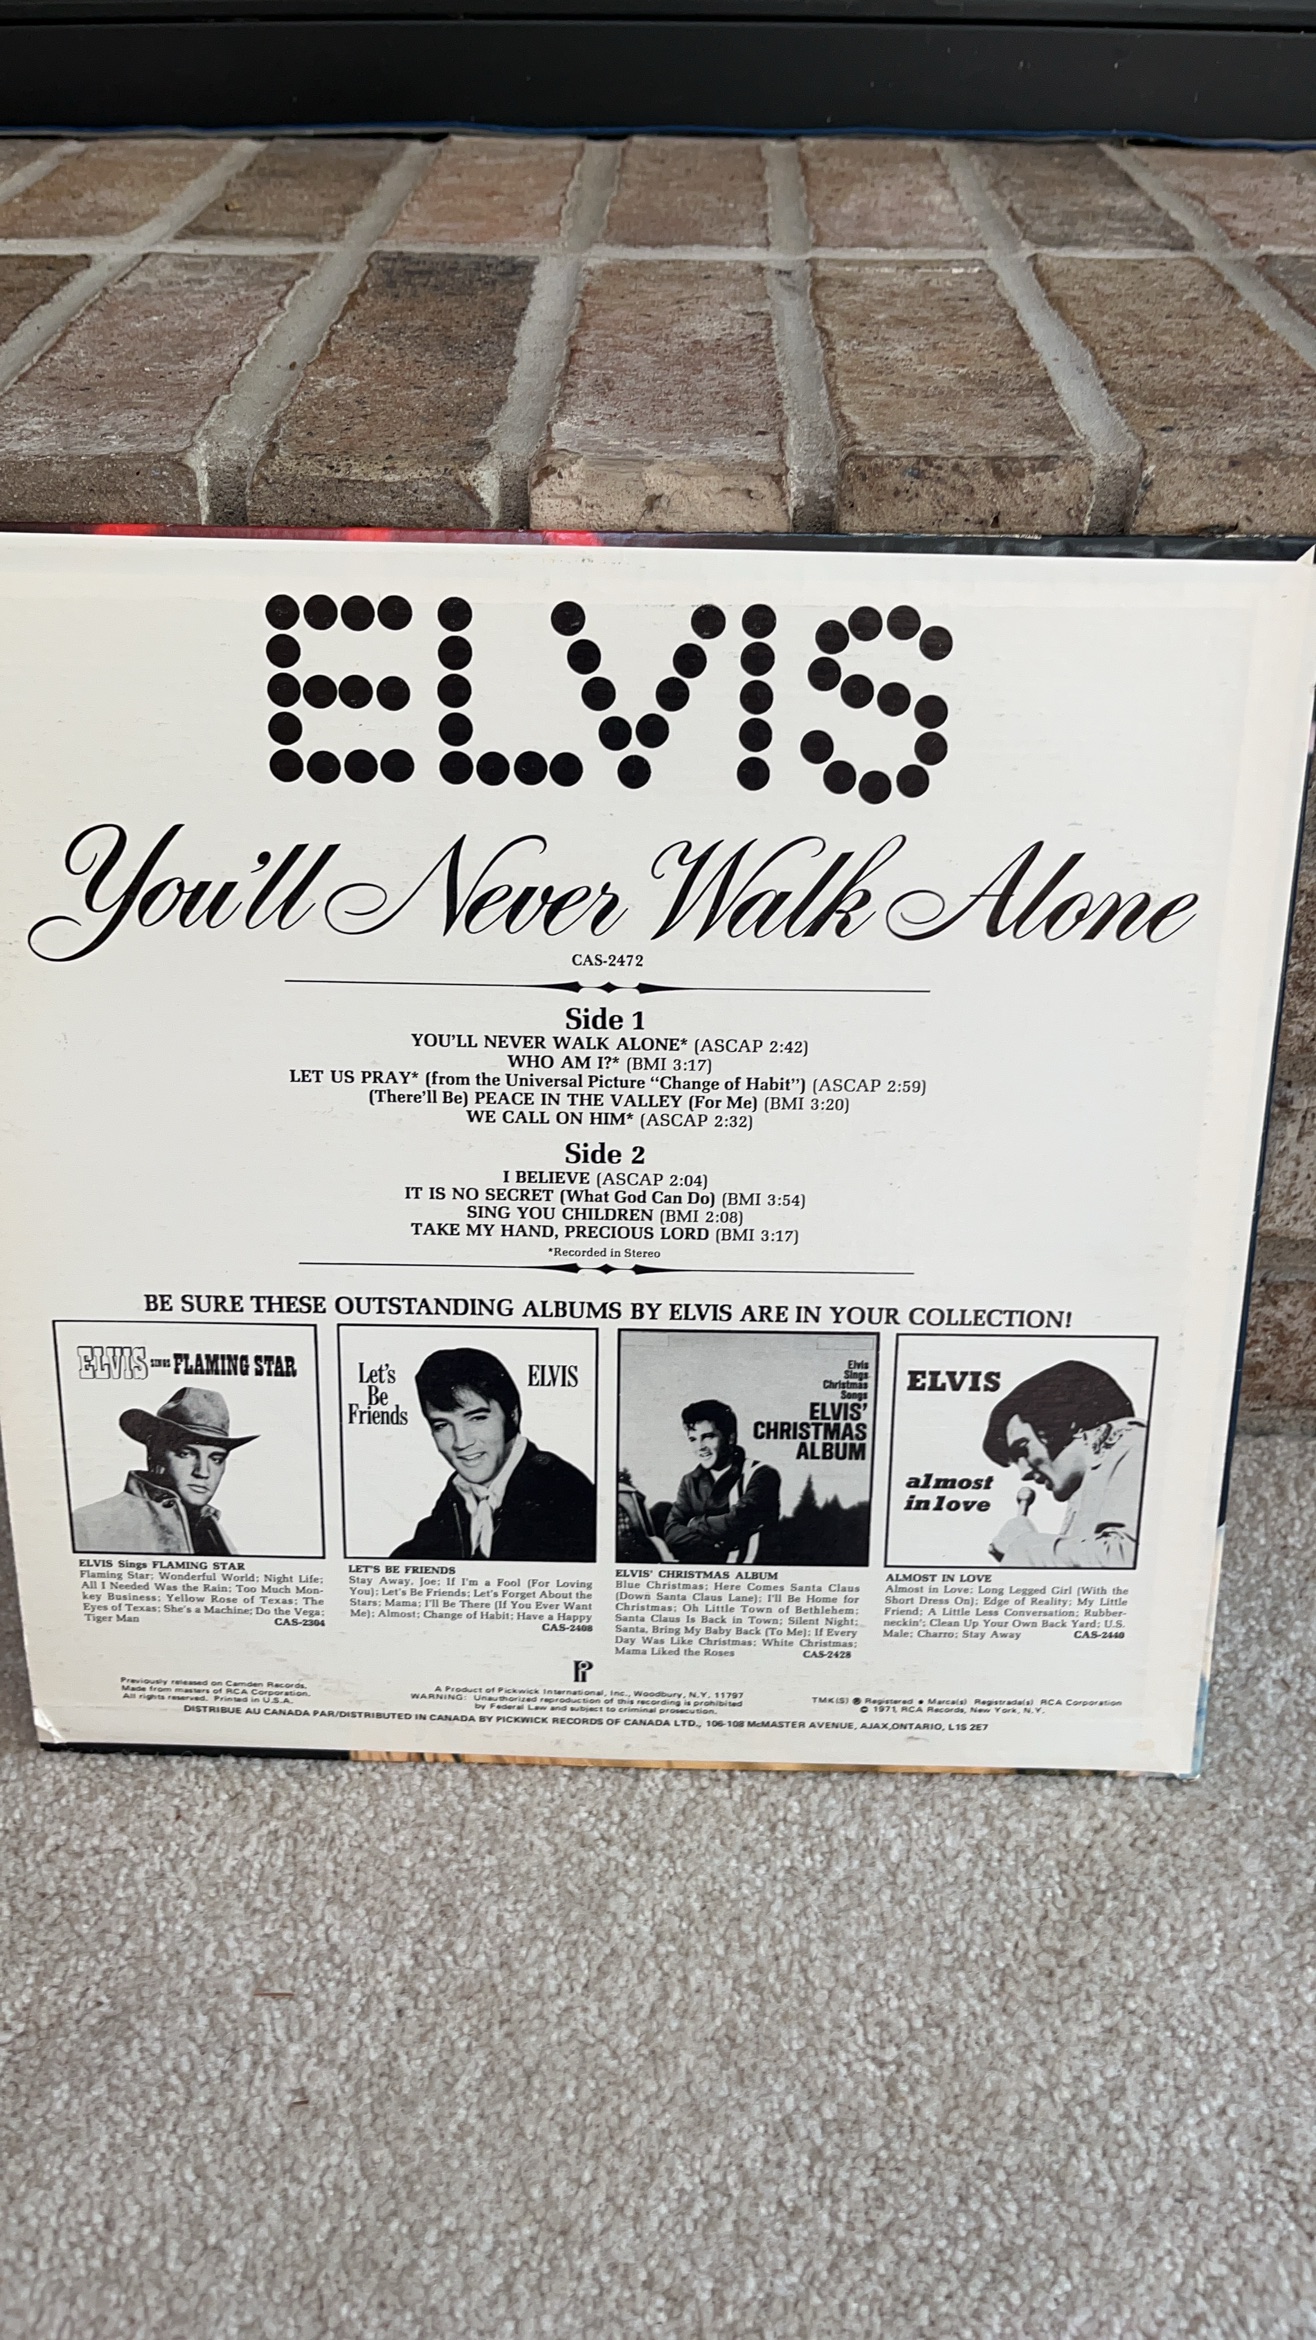 ELVIS
You'll Never Walk Alone
CAS-2472
Side 1
YOU'LL NEVER WALK ALONE* (ASCAP 2:42)
WHO AM I?* (BMI 3:17)
LET US PRAY* (from the Universal Picture "Change of Habit") (ASCAP 2:59)
(There'll Be) PEACE IN THE VALLEY (For Me) (BMI 3:20)
WE CALL ON HIM* (ASCAP 2:32)
Side 2
I BELIEVE (ASCAP 2:04)
IT IS NO SECRET (What God Can Do) (BMI 3:54)
SING YOU CHILDREN (BMI 2:08)
TAKE MY HAND, PRECIOUS LORD (BMI 3:17)
*Recorded in Stereo
BE SURE THESE OUTSTANDING ALBUMS BY ELVIS ARE IN YOUR COLLECTION!
ELVIS SINGS FLAMING STAR
ELVIS Sings FLAMING STAR
Flaming Star; Wonderful World; Night Life;
All I Needed Was the Rain; Too Much Mon-
key Business; Yellow Rose of Texas; The
Eyes of Texas; She's a Machine; Do the Vega;
Tiger Man
CAS-2304
Let's
Be
Friends
ELVIS
LET'S BE FRIENDS
Stay Away, Joe; If I'm a Fool (For Loving
You); Let's Be Friends; Let's Forget About the
Stars; Mama; I'll Be There (If You Ever Want
Me); Almost; Change of Habit; Have a Happy
CAS-2408
Elvis
Sings
Christmas
Songs
ELVIS'
CHRISTMAS
ALBUM
ELVIS' CHRISTMAS ALBUM
Blue Christmas; Here Comes Santa Claus
(Down Santa Claus Lane); I'll Be Home for
Christmas; Oh Little Town of Bethlehem;
Santa Claus Is Back in Town; Silent Night;
Santa, Bring My Baby Back (To Me); If Every
Day Was Like Christmas; White Christmas;
Mama Liked the Roses CAS-2428
ELVIS
almost
in love
ALMOST IN LOVE
Almost in Love; Long Legged Girl (With the
Short Dress On); Edge of Reality; My Little
Friend; A Little Less Conversation; Rubber-
neckin'; Clean Up Your Own Back Yard; U.S.
Male; Charro; Stay Away CAS-2440
Previously released on Camden Records.
Made from masters of RCA Corporation.
All rights reserved. Printed in U.S.A.
A Product of Pickwick International, Inc., Woodbury, N.Y. 11797
WARNING: Unauthorized reproduction of this recording is prohibited
by Federal Law and subject to criminal prosecution.
TMK(S) ® Registered • Marca(s) Registrada(s) RCA Corporation
© 1971, RCA Records, New York, N.Y.
DISTRIBUE AU CANADA PAR/DISTRIBUTED IN CANADA BY PICKWICK RECORDS OF CANADA LTD., 106-108 McMASTER AVENUE, AJAX,ONTARIO, L1S 2E7